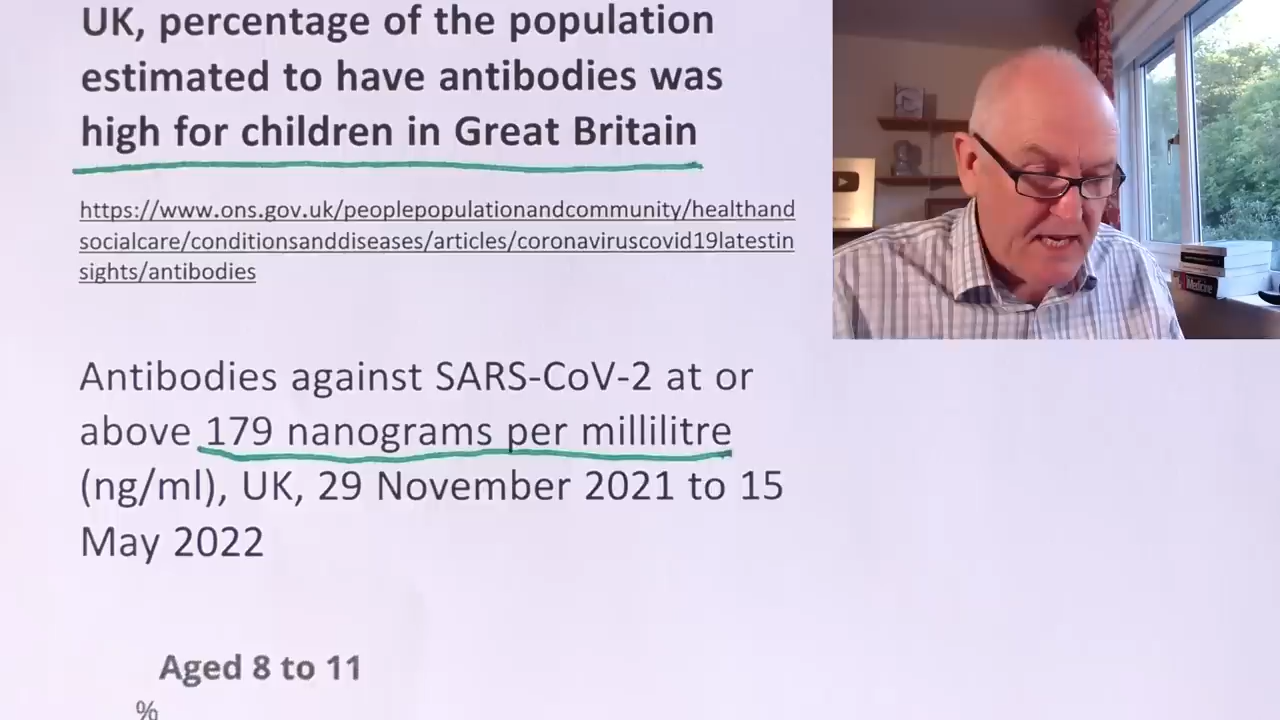 UK, percentage of the population
estimated to have antibodies was
high for children in Great Britain
https://www.ons.gov.uk/peoplepopulationandcommunity/healthand
socialcare/conditionsanddiseases/articles/coronaviruscovid19latestin
sights/antibodies
Antibodies against SARS-CoV-2 at or
above 179 nanograms per millilitre
(ng/ml), UK, 29 November 2021 to 15
May 2022
Aged 8 to 11
%
Medicine